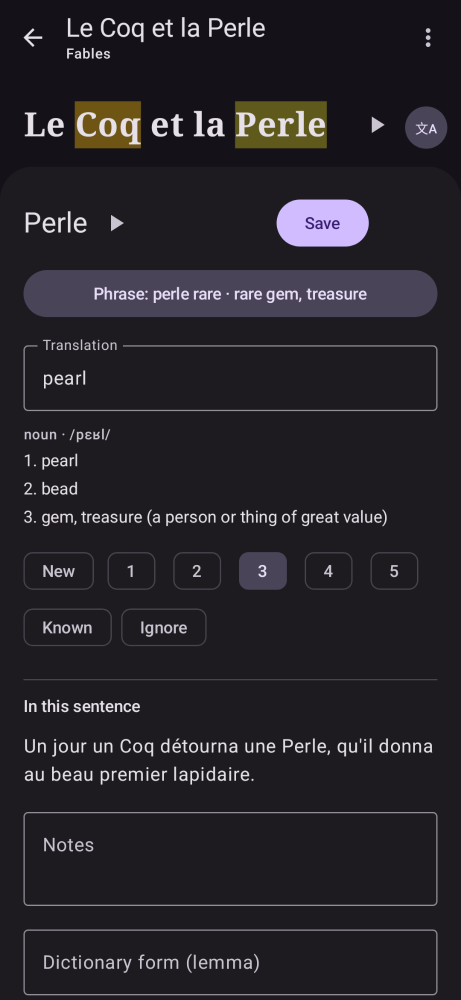 Le Coq et la Perle
Fables
Le Coq et la Perle
文A
Perle
Save
Phrase: perle rare · rare gem, treasure
Translation
pearl
noun · /pɛʁl/
1. pearl
2. bead
3. gem, treasure (a person or thing of great value)
New 1 2 3 4 5
Known Ignore
In this sentence
Un jour un Coq détourna une Perle, qu'il donna
au beau premier lapidaire.
Notes
Dictionary form (lemma)